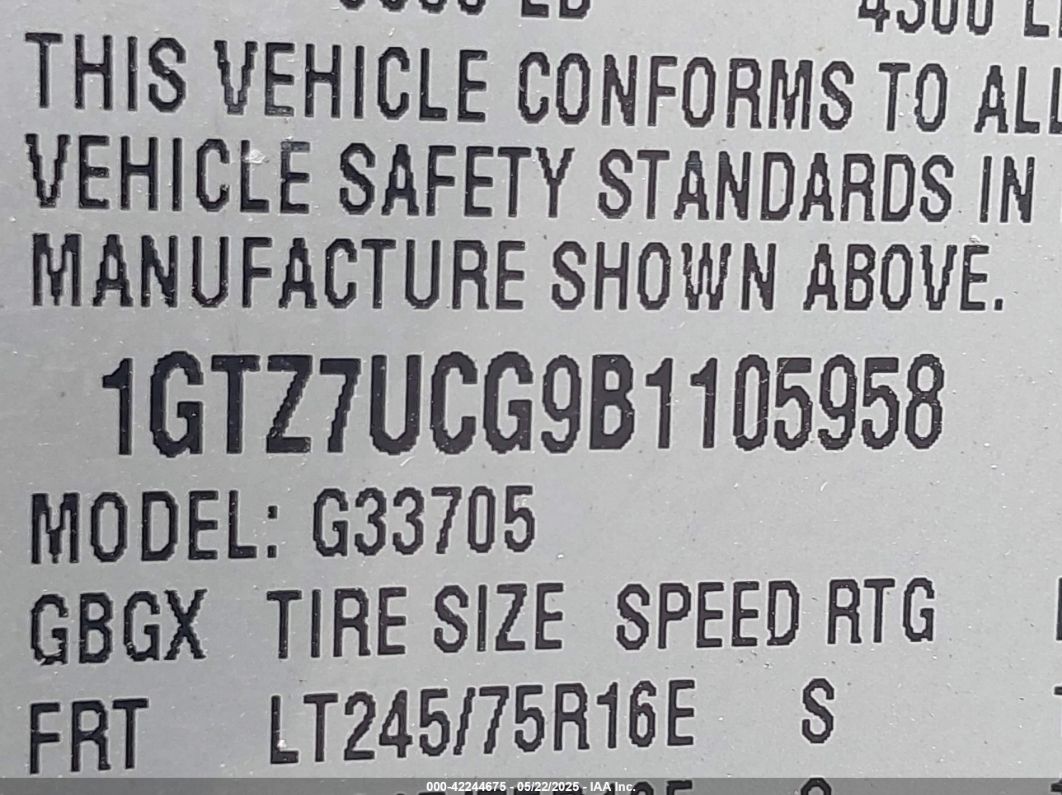 THIS VEHICLE CONFORMS TO ALL
VEHICLE SAFETY STANDARDS IN
MANUFACTURE SHOWN ABOVE.
1GTZ7UCG9B1105958
MODEL: G33705
GBGX TIRE SIZE SPEED RTG
FRT LT245/75R16E S
000-42244675 - 05/22/2025 - IAA Inc.